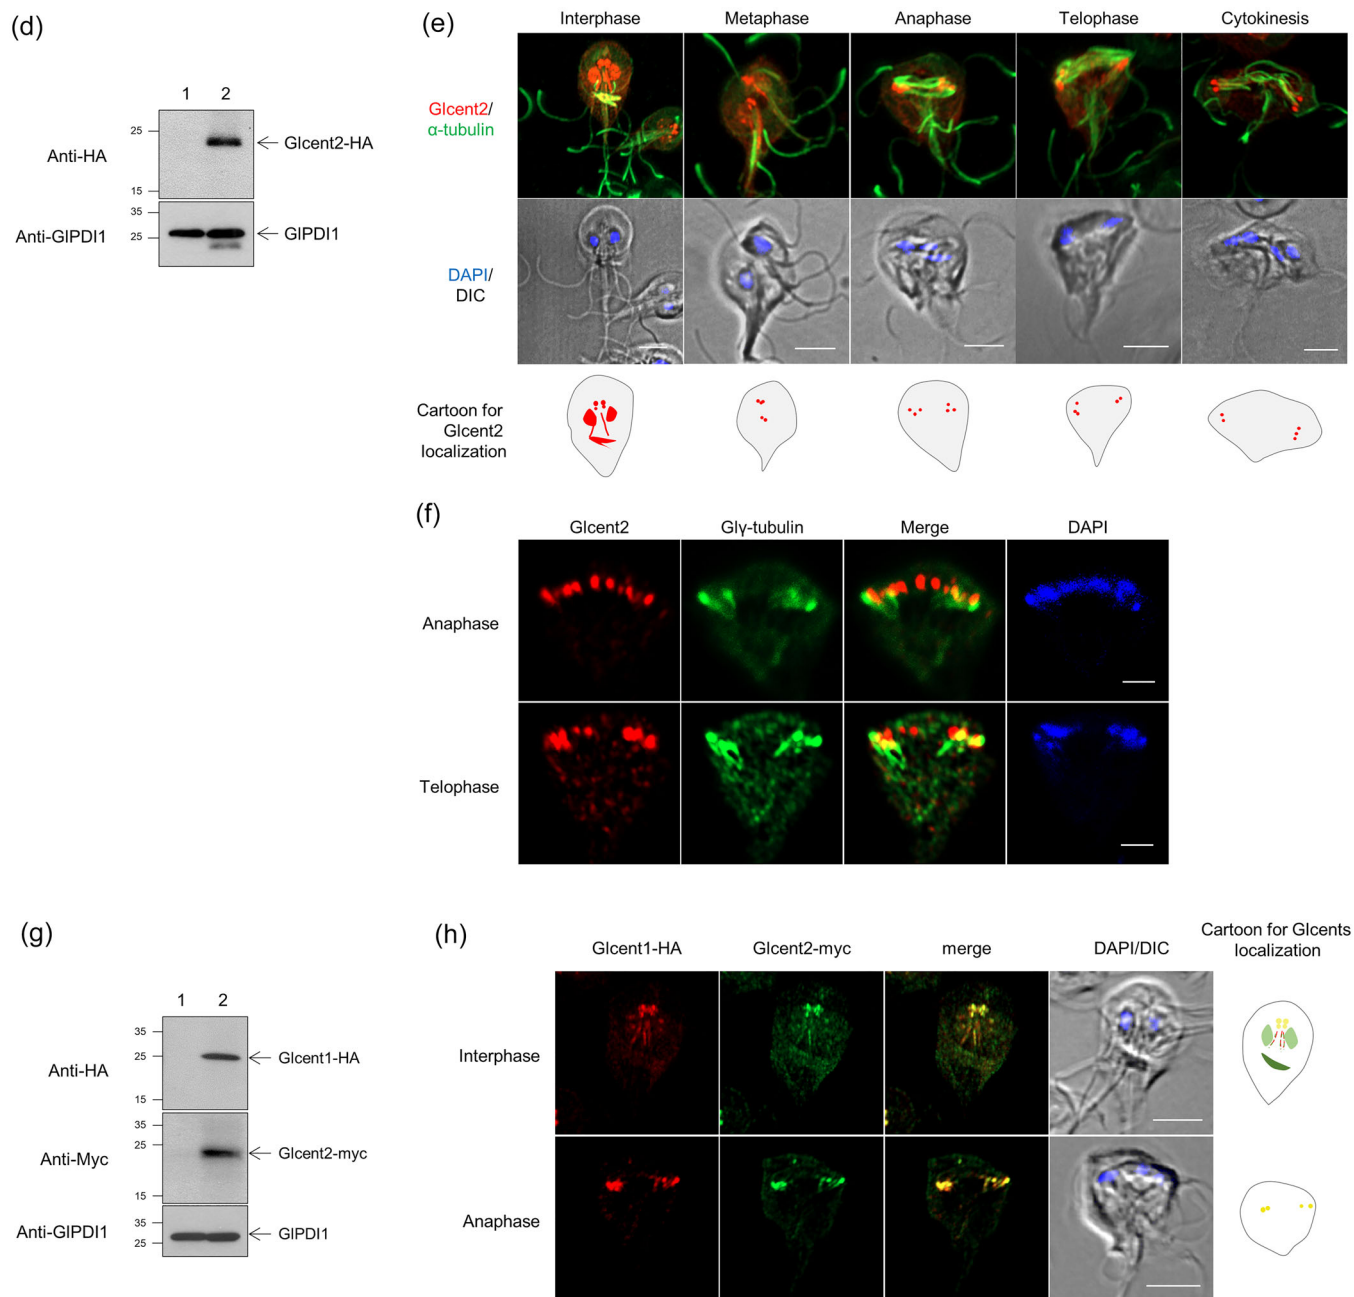 (d)
1 2
Anti-HA
25
15
Glcent2-HA
Anti-GlPDI1
35
25
GlPDI1
(e)
Interphase Metaphase Anaphase Telophase Cytokinesis
Glcent2/
α-tubulin
DAPI/
DIC
Cartoon for
Glcent2
localization
(f)
Glcent2 Glγ-tubulin Merge DAPI
Anaphase
Telophase
(g)
1 2
Anti-HA
35
25
15
Glcent1-HA
Anti-Myc
35
25
15
Glcent2-myc
Anti-GlPDI1
35
25
GlPDI1
(h)
Glcent1-HA Glcent2-myc merge DAPI/DIC
Cartoon for Glcents
localization
Interphase
Anaphase